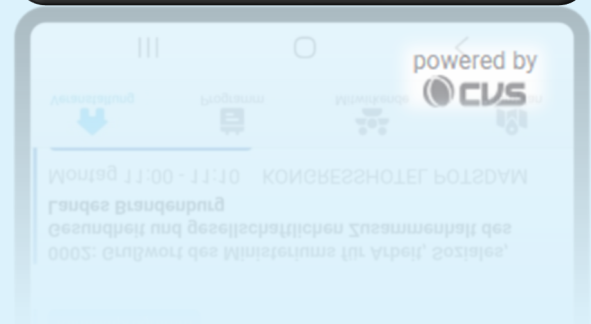 powered by
CVS
0002: Grußwort des Ministeriums für Arbeit, Soziales,
Gesundheit und gesellschaftlichen Zusammenhalt des
Landes Brandenburg
Montag 11:00 - 11:10 KONGRESSHOTEL POTSDAM
Veranstaltung Programm Mitwirkende